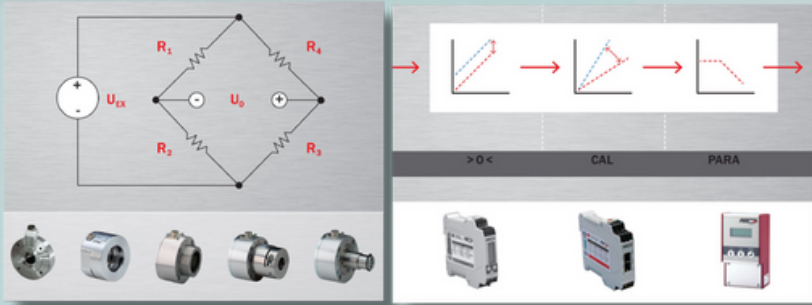 R1
R4
+
-
UEX
-
U0
+
R2
R3
>0<
CAL
PARA